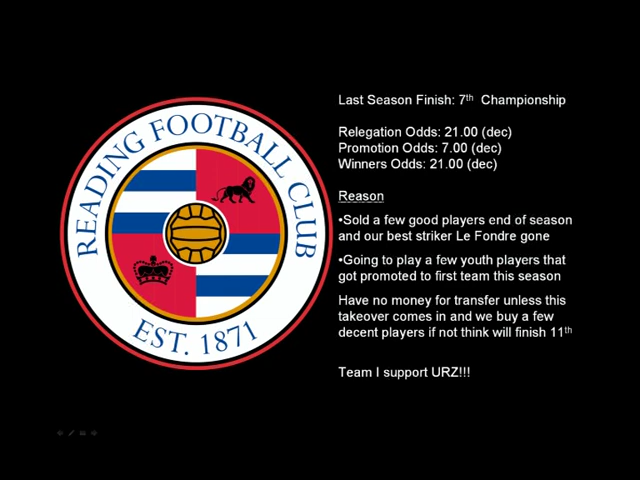 READING FOOTBALL CLUB
EST. 1871
Last Season Finish: 7th Championship
Relegation Odds: 21.00 (dec)
Promotion Odds: 7.00 (dec)
Winners Odds: 21.00 (dec)
Reason
•Sold a few good players end of season
and our best striker Le Fondre gone
•Going to play a few youth players that
got promoted to first team this season
Have no money for transfer unless this
takeover comes in and we buy a few
decent players if not think will finish 11th
Team I support URZ!!!